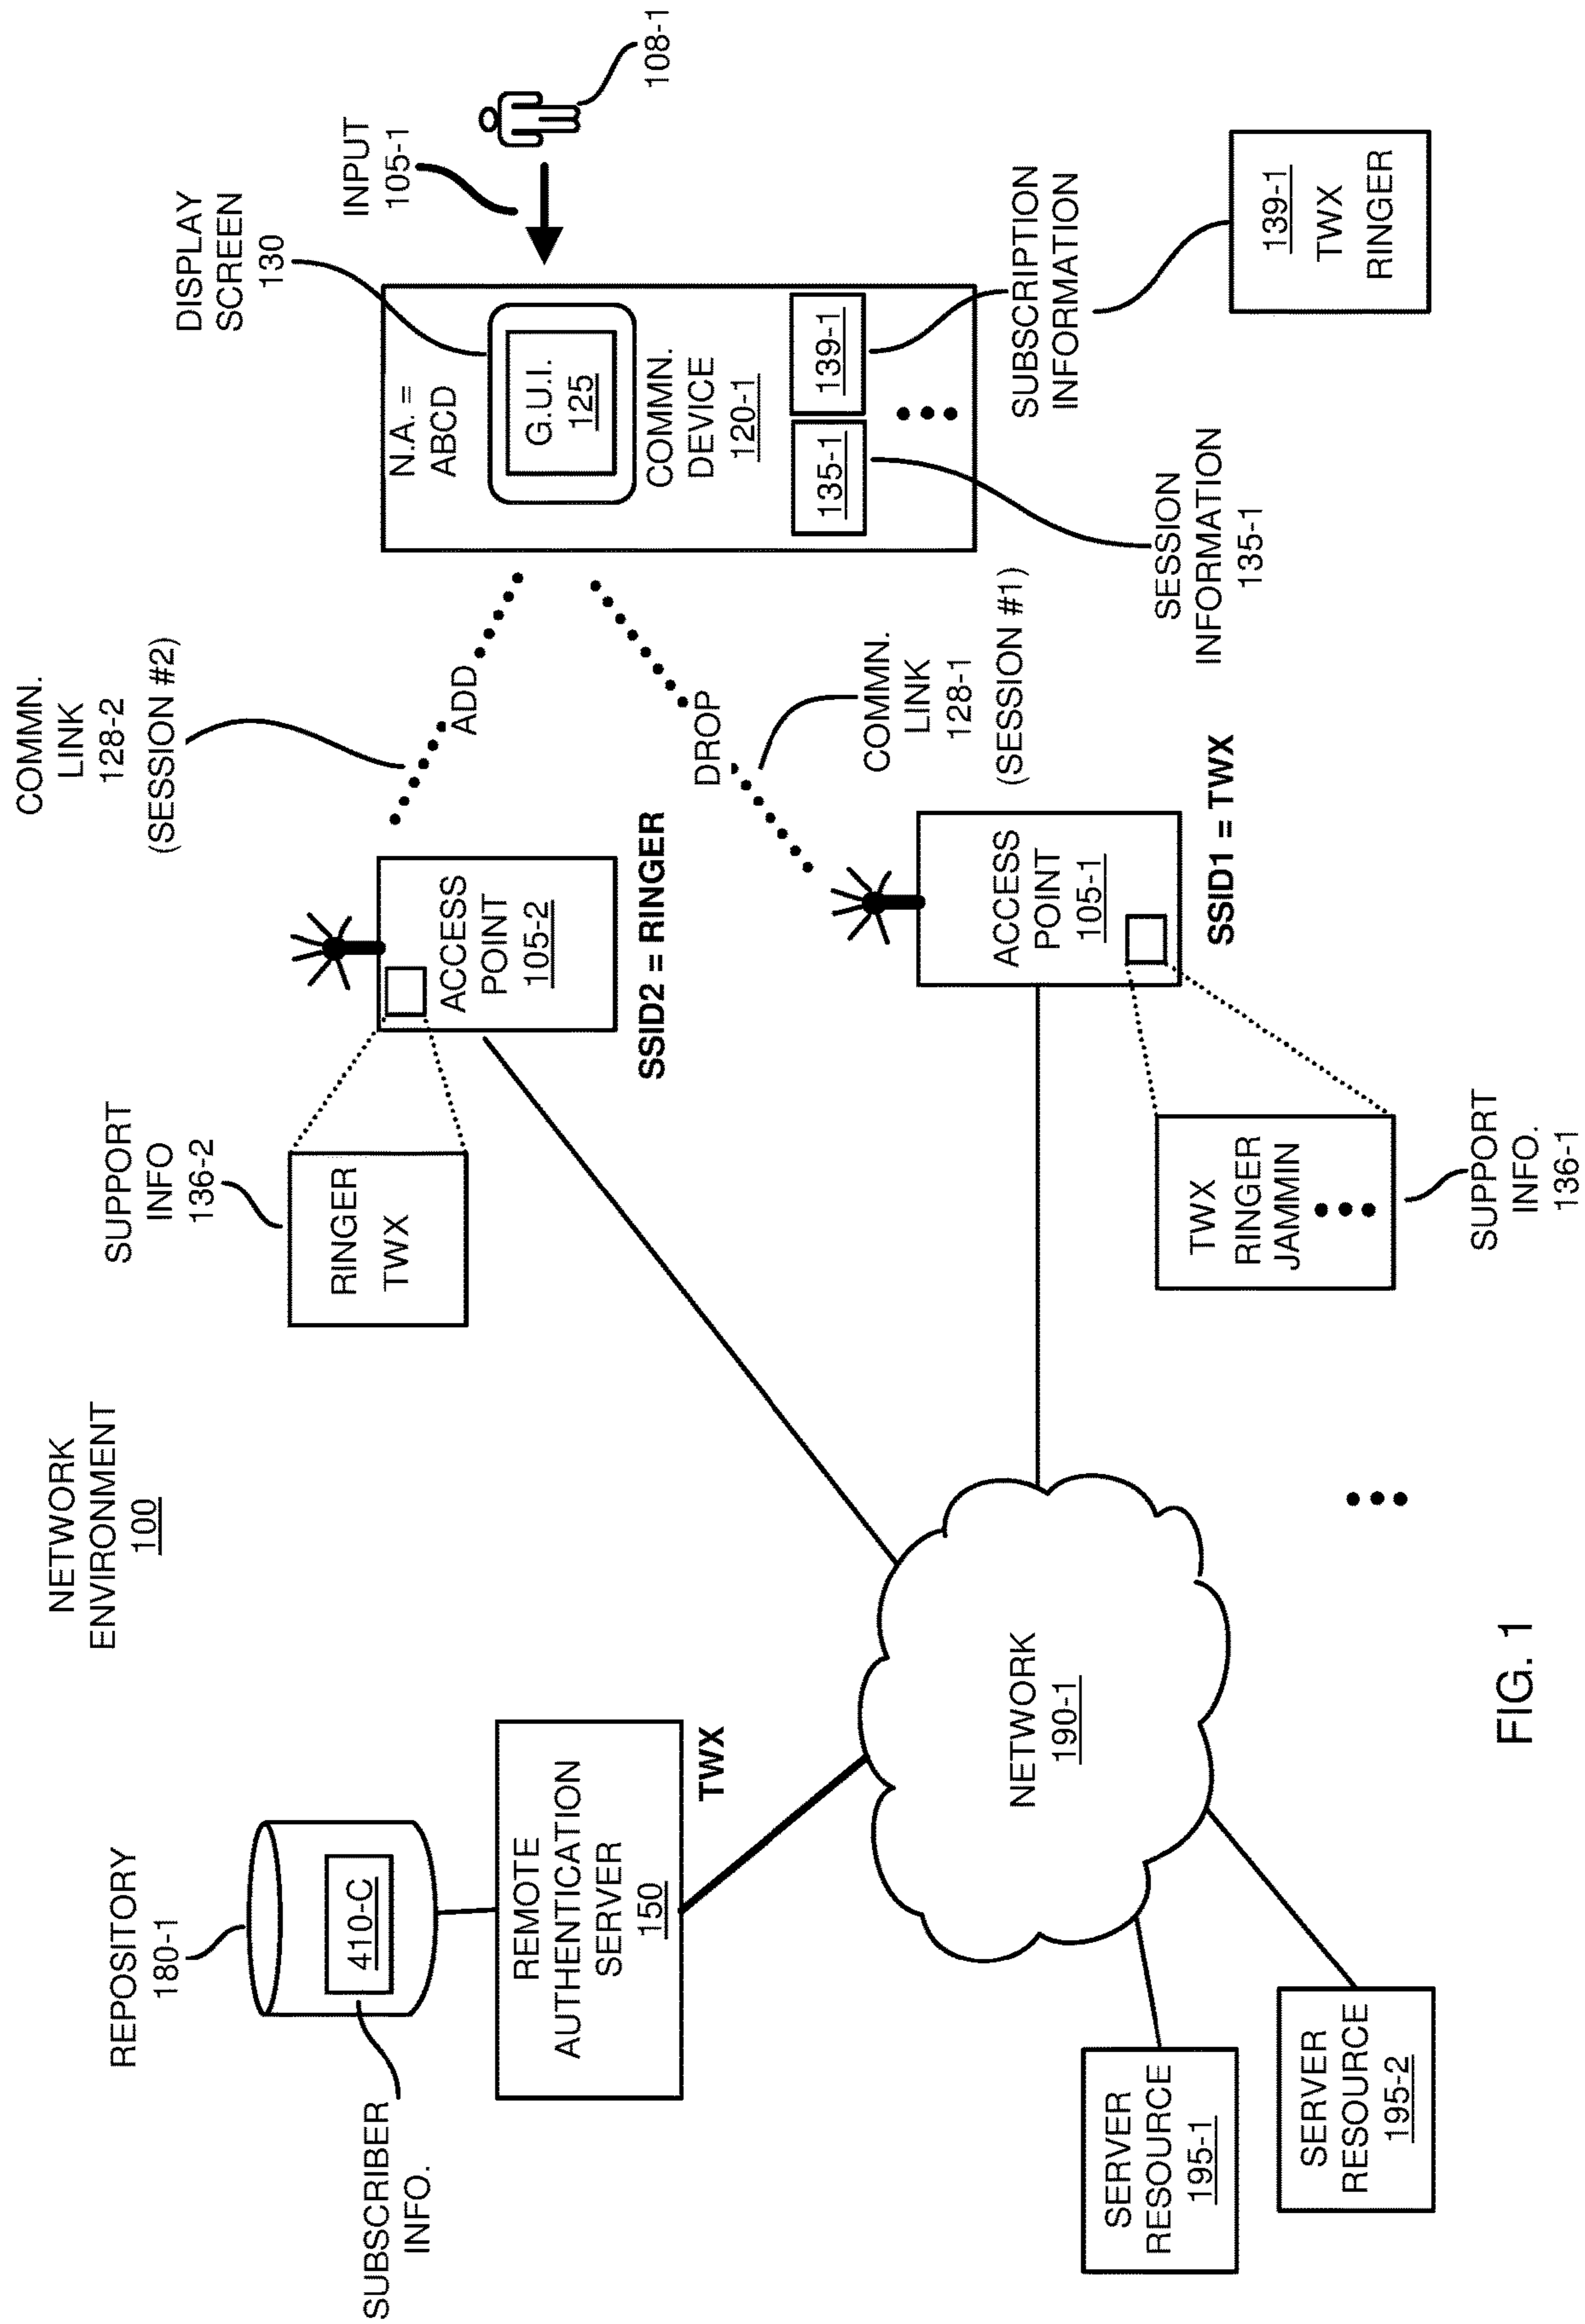 NETWORK
ENVIRONMENT
100
REPOSITORY
180-1
410-C
SUBSCRIBER
INFO.
REMOTE
AUTHENTICATION
SERVER
150
TWX
SUPPORT
INFO
136-2
RINGER
TWX
ACCESS
POINT
105-2
SSID2 = RINGER
COMMN.
LINK
128-2
(SESSION #2)
ADD
DROP
COMMN.
LINK
128-1
(SESSION #1)
DISPLAY
SCREEN
130
INPUT
105-1
108-1
N.A. =
ABCD
G.U.I.
125
COMMN.
DEVICE
120-1
135-1
139-1
SUBSCRIPTION
INFORMATION
139-1
TWX
RINGER
SESSION
INFORMATION
135-1
ACCESS
POINT
105-1
SSID1 = TWX
TWX
RINGER
JAMMIN
SUPPORT
INFO.
136-1
NETWORK
190-1
SERVER
RESOURCE
195-1
SERVER
RESOURCE
195-2
FIG. 1